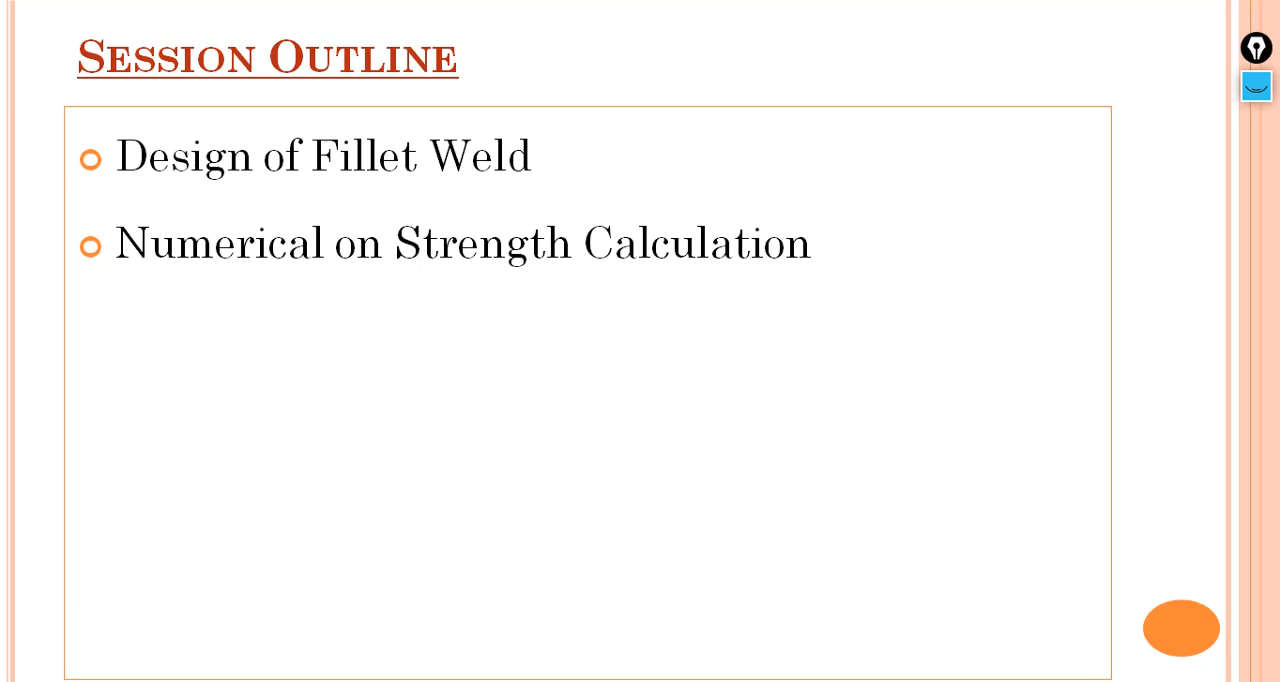 Session Outline
Design of Fillet Weld
Numerical on Strength Calculation